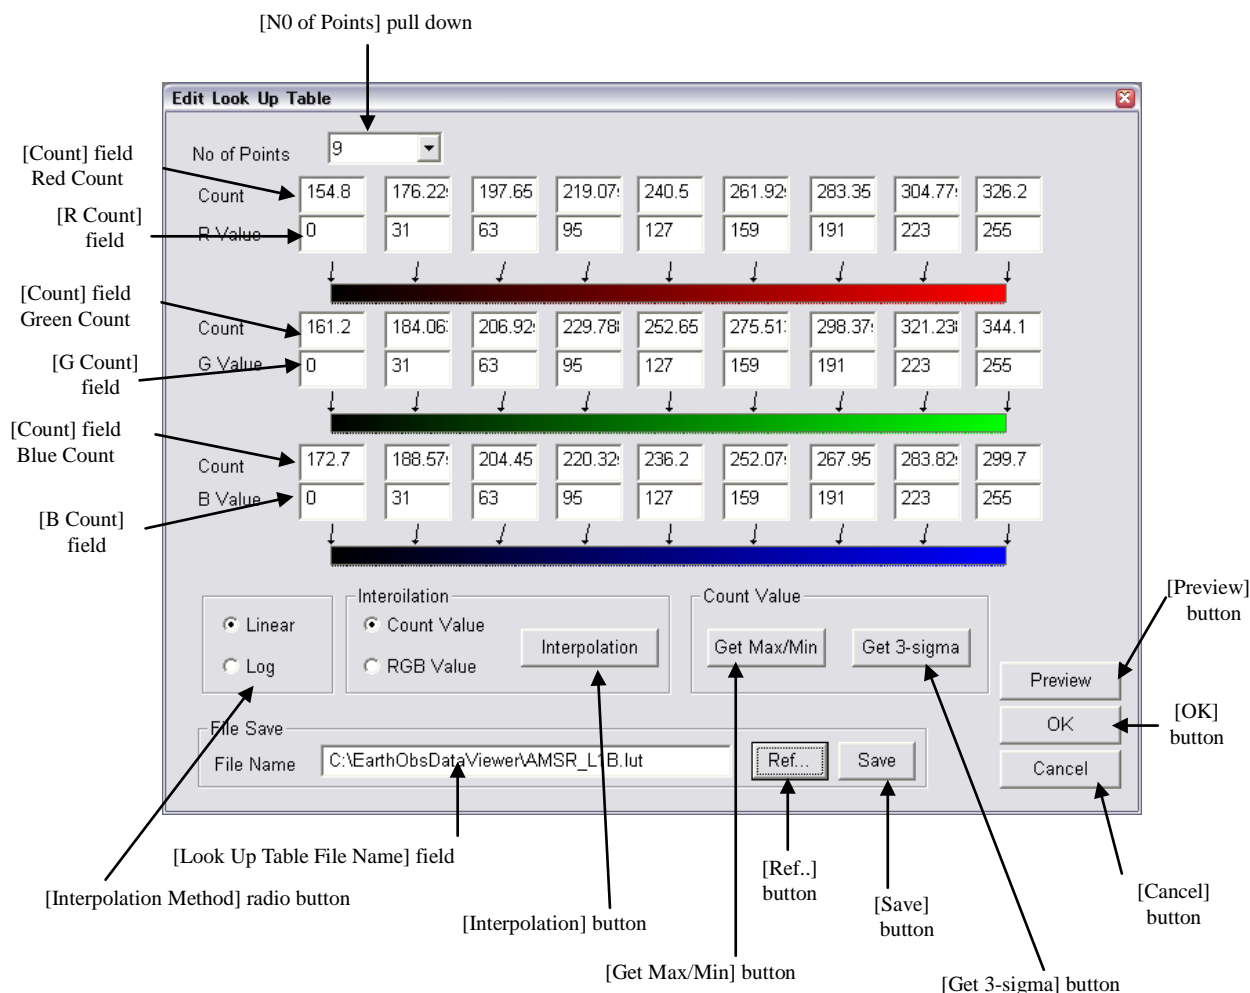 [N0 of Points] pull down
Edit Look Up Table
No of Points 9
[Count] field
Red Count
Count 154.8 176.22 197.65 219.07 240.5 261.92 283.35 304.77 326.2
[R Count]
field
R Value 0 31 63 95 127 159 191 223 255
[Count] field
Green Count
Count 161.2 184.06 206.92 229.78 252.65 275.51 298.37 321.23 344.1
[G Count]
field
G Value 0 31 63 95 127 159 191 223 255
[Count] field
Blue Count
Count 172.7 188.57 204.45 220.32 236.2 252.07 267.95 283.82 299.7
B Value 0 31 63 95 127 159 191 223 255
[B Count]
field
Linear
Log
Interoilation
Count Value
RGB Value
Interpolation
Count Value
Get Max/Min
Get 3-sigma
[Preview]
button
Preview
OK
[OK]
button
Cancel
File Save
File Name C:\EarthObsDataViewer\AMSR_L1B.lut Ref... Save
[Look Up Table File Name] field
[Interpolation Method] radio button
[Interpolation] button
[Ref..]
button
[Save]
button
[Cancel]
button
[Get Max/Min] button
[Get 3-sigma] button